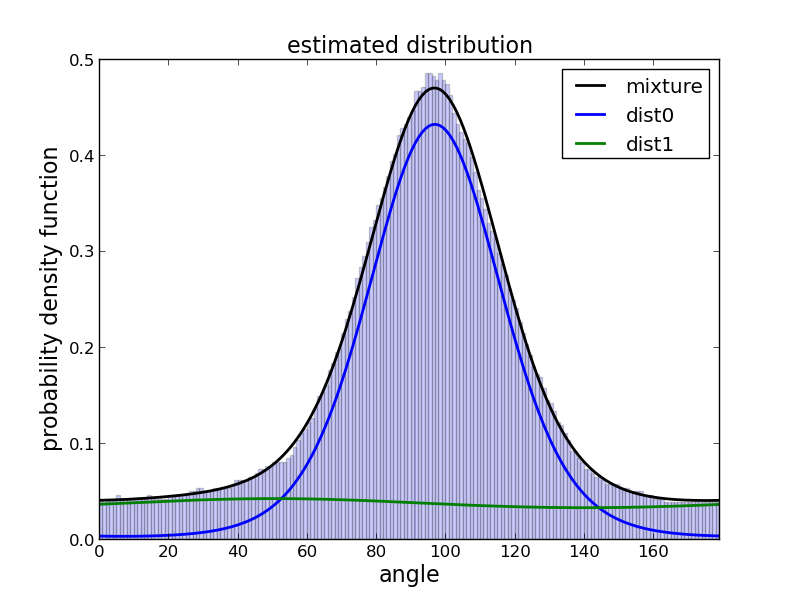 estimated distribution
mixture
dist0
dist1
probability density function
0.5
0.4
0.3
0.2
0.1
0.0
0 20 40 60 80 100 120 140 160
angle